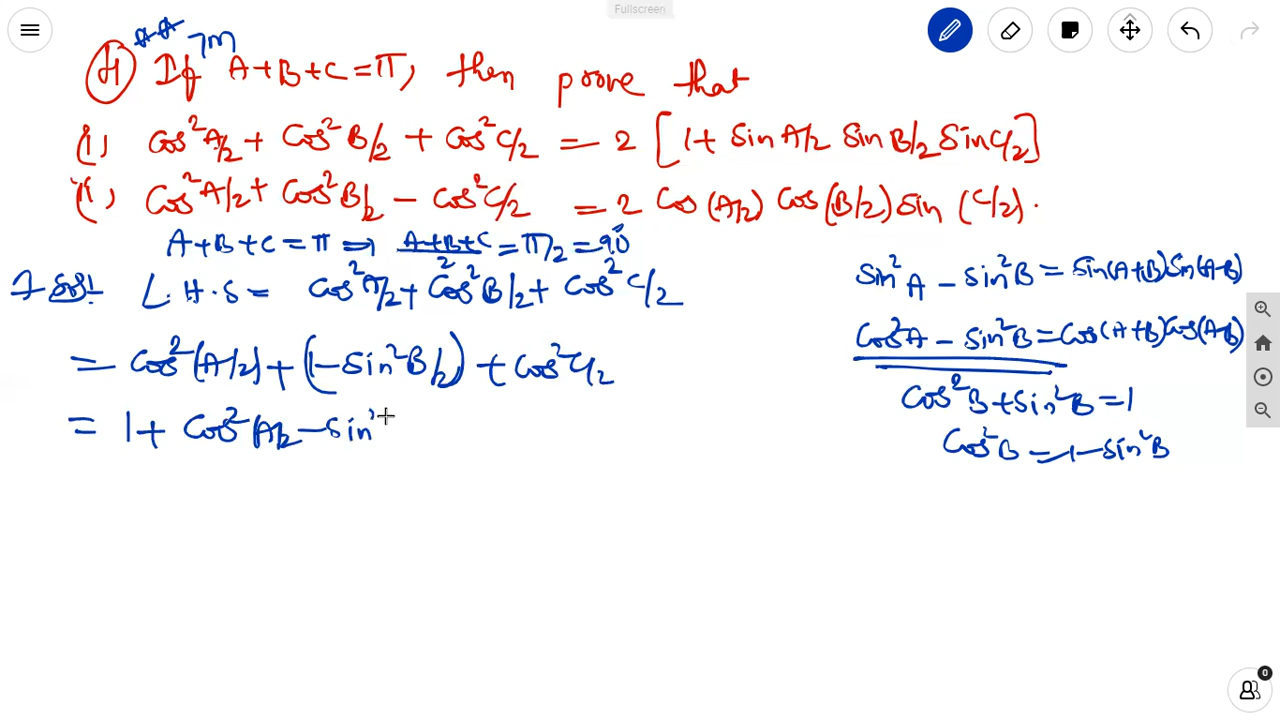 Fullscreen
** 7m
(4) If A+B+C=π, then prove that
(i) cos²A/2 + cos²B/2 + cos²C/2 = 2 [1+ sin A/2 sin B/2 sin C/2]
(ii) cos²A/2 + cos²B/2 − cos²C/2 = 2 cos(A/2) cos(B/2) sin (C/2).
A+B+C=π ⇒ (A+B+C)/2 = π/2 = 90°
I Sol: L.H.S = cos²A/2 + cos²B/2 + cos²C/2
= cos²(A/2) + (1−sin²B/2) + cos²C/2
= 1+ cos²A/2 − sin²
sin²A − sin²B = sin(A+B) sin(A−B)
cos²A − sin²B = cos(A+B) cos(A−B)
cos²B + sin²B = 1
cos²B = 1−sin²B
0